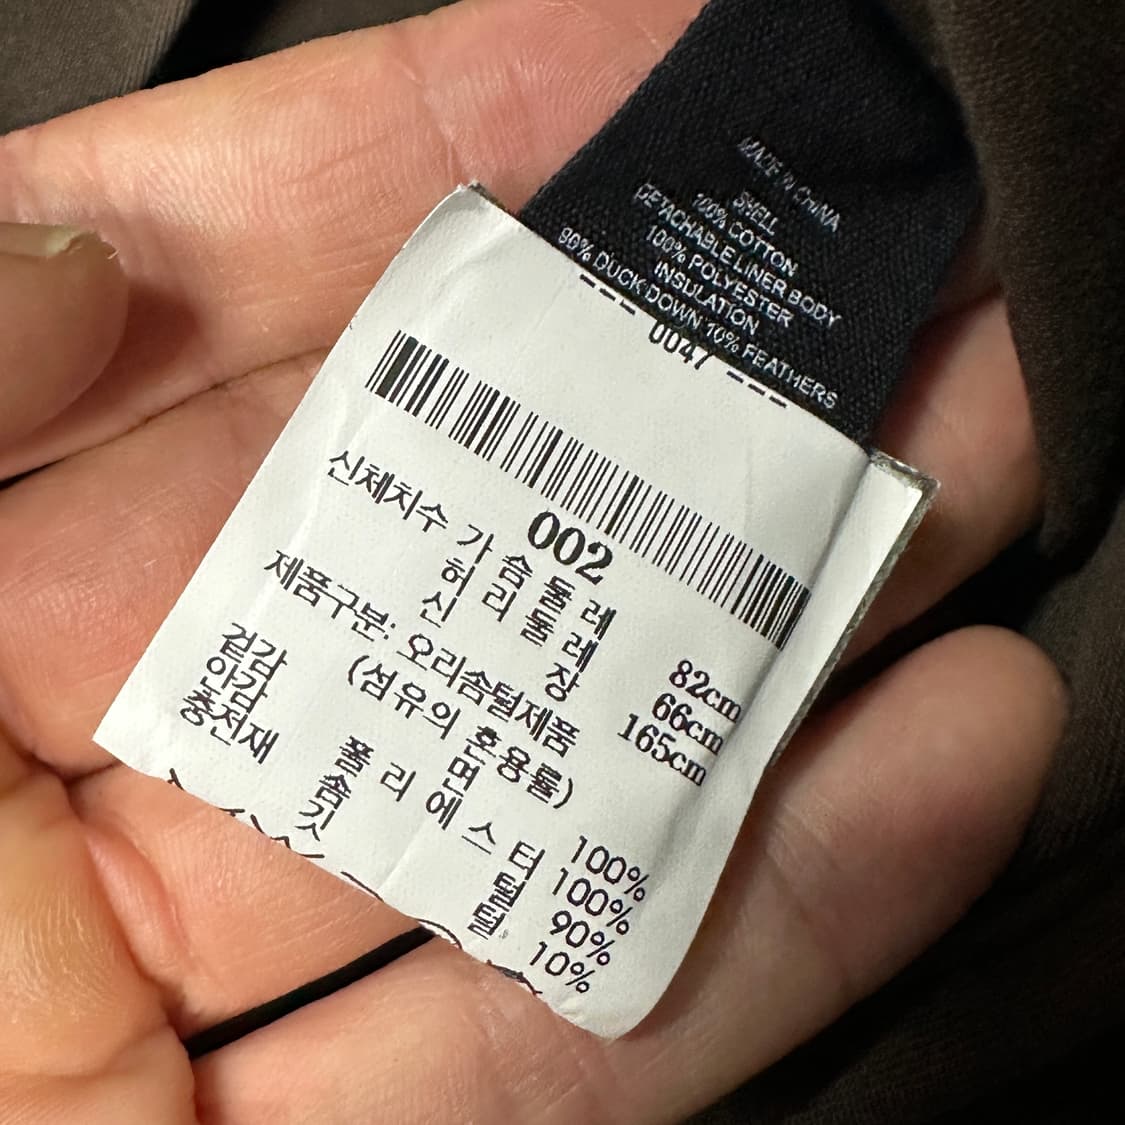 MADE IN CHINA
SHELL
100% COTTON
DETACHABLE LINER BODY
100% POLYESTER
INSULATION
90% DUCK DOWN 10% FEATHERS
--- 0047 ---
002
신체치수 가 슴 둘 레 82cm
허 리 둘 레 66cm
신 장 165cm
제품구분: 오리솜털제품
(섬유의 혼용률)
겉감 면 100%
안감 폴 리 에 스 터 100%
충전재 솜 털 90%
깃 털 10%